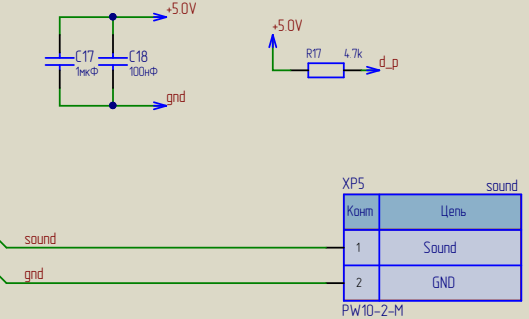 +5.0V
C17
1мкФ
C18
100нФ
gnd
+5.0V
R17 4.7k
d_p
XP5 sound
Конт Цепь
sound
1 Sound
gnd
2 GND
PW10-2-M